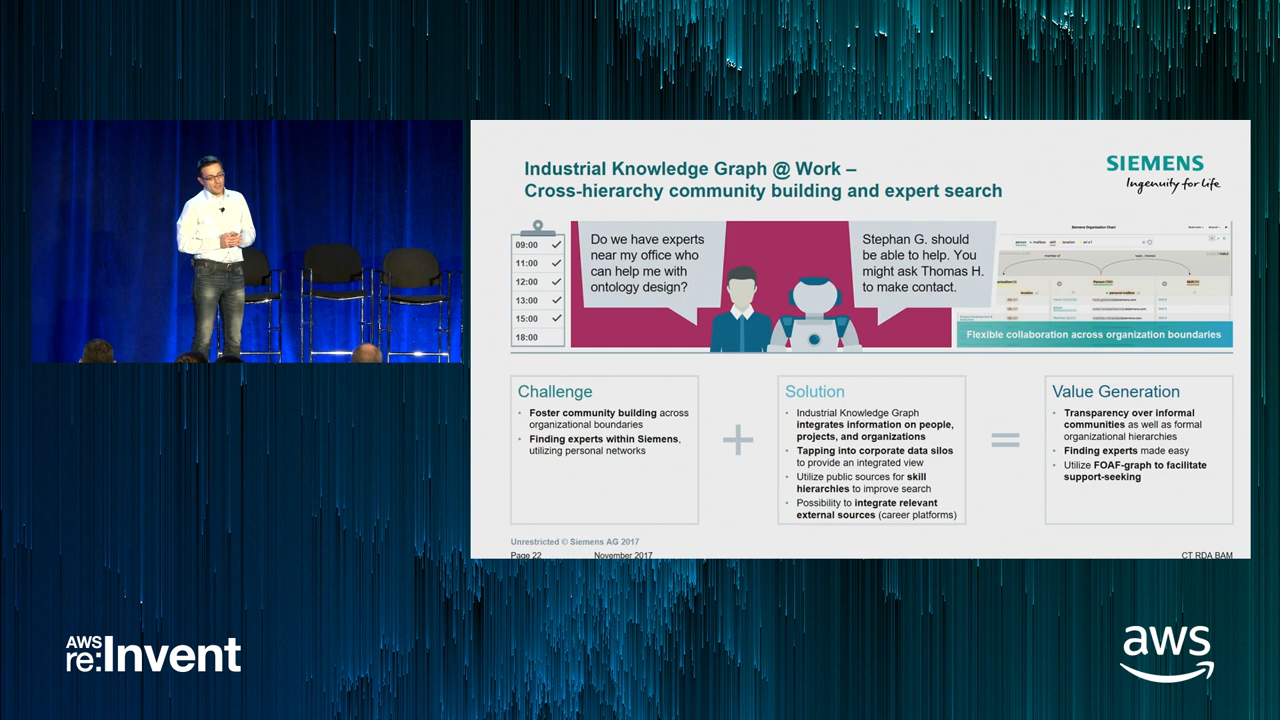 Industrial Knowledge Graph @ Work –
Cross-hierarchy community building and expert search
SIEMENS
Ingenuity for life
09:00
11:00
12:00
13:00
15:00
18:00
Do we have experts
near my office who
can help me with
ontology design?
Stephan G. should
be able to help. You
might ask Thomas H.
to make contact.
Siemens Organisation Chart
Flexible collaboration across organization boundaries
Challenge
• Foster community building across
organizational boundaries
• Finding experts within Siemens,
utilizing personal networks
+
Solution
• Industrial Knowledge Graph
integrates information on people,
projects, and organizations
• Tapping into corporate data silos
to provide an integrated view
• Utilize public sources for skill
hierarchies to improve search
• Possibility to integrate relevant
external sources (career platforms)
=
Value Generation
• Transparency over informal
communities as well as formal
organizational hierarchies
• Finding experts made easy
• Utilize FOAF-graph to facilitate
support-seeking
Unrestricted © Siemens AG 2017
Page 22
November 2017
CT RDA BAM
AWS
re:Invent
aws